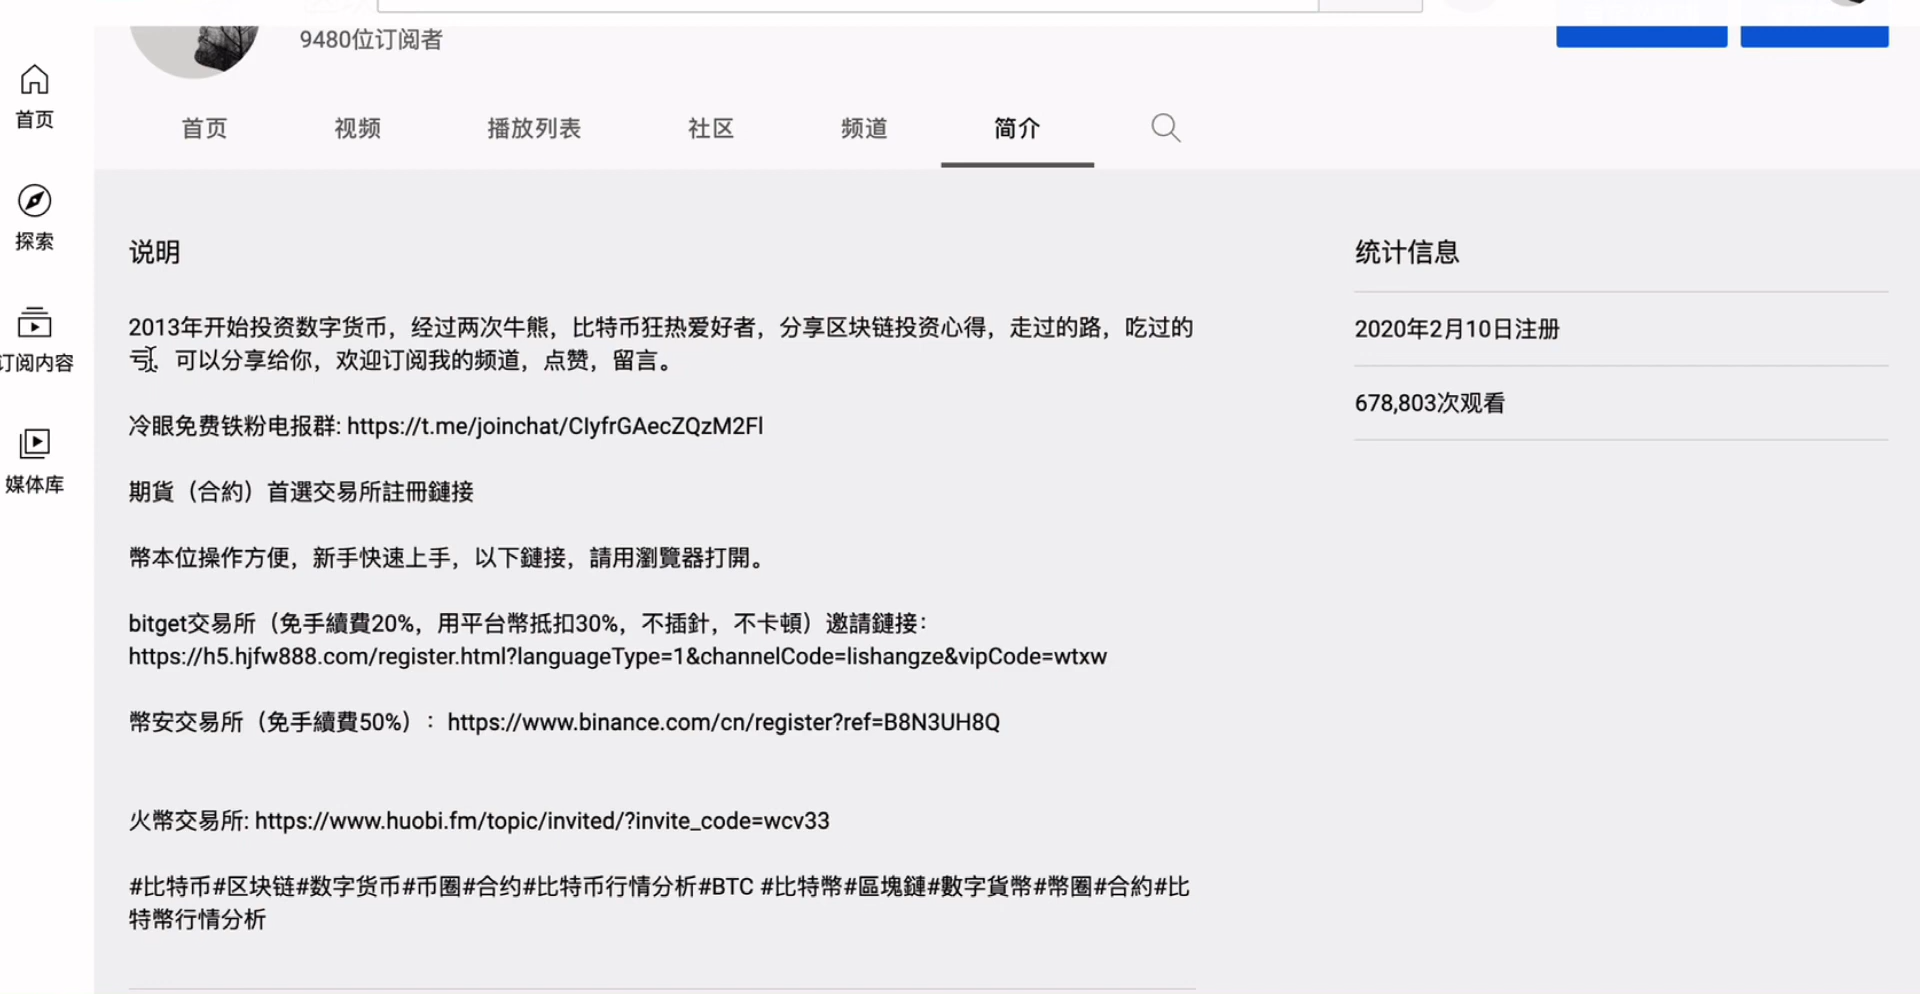 9480位订阅者
首页
视频
播放列表
社区
频道
简介
首页
探索
订阅内容
媒体库
说明
2013年开始投资数字货币，经过两次牛熊，比特币狂热爱好者，分享区块链投资心得，走过的路，吃过的
亏，可以分享给你，欢迎订阅我的频道，点赞，留言。
冷眼免费铁粉电报群: https://t.me/joinchat/CIyfrGAecZQzM2Fl
期貨（合約）首選交易所註冊鏈接
幣本位操作方便，新手快速上手，以下鏈接，請用瀏覽器打開。
bitget交易所（免手續費20%，用平台幣抵扣30%，不插針，不卡頓）邀請鏈接：
https://h5.hjfw888.com/register.html?languageType=1&channelCode=lishangze&vipCode=wtxw
幣安交易所（免手續費50%）： https://www.binance.com/cn/register?ref=B8N3UH8Q
火幣交易所: https://www.huobi.fm/topic/invited/?invite_code=wcv33
#比特币#区块链#数字货币#币圈#合约#比特币行情分析#BTC #比特幣#區塊鏈#數字貨幣#幣圈#合約#比
特幣行情分析
统计信息
2020年2月10日注册
678,803次观看